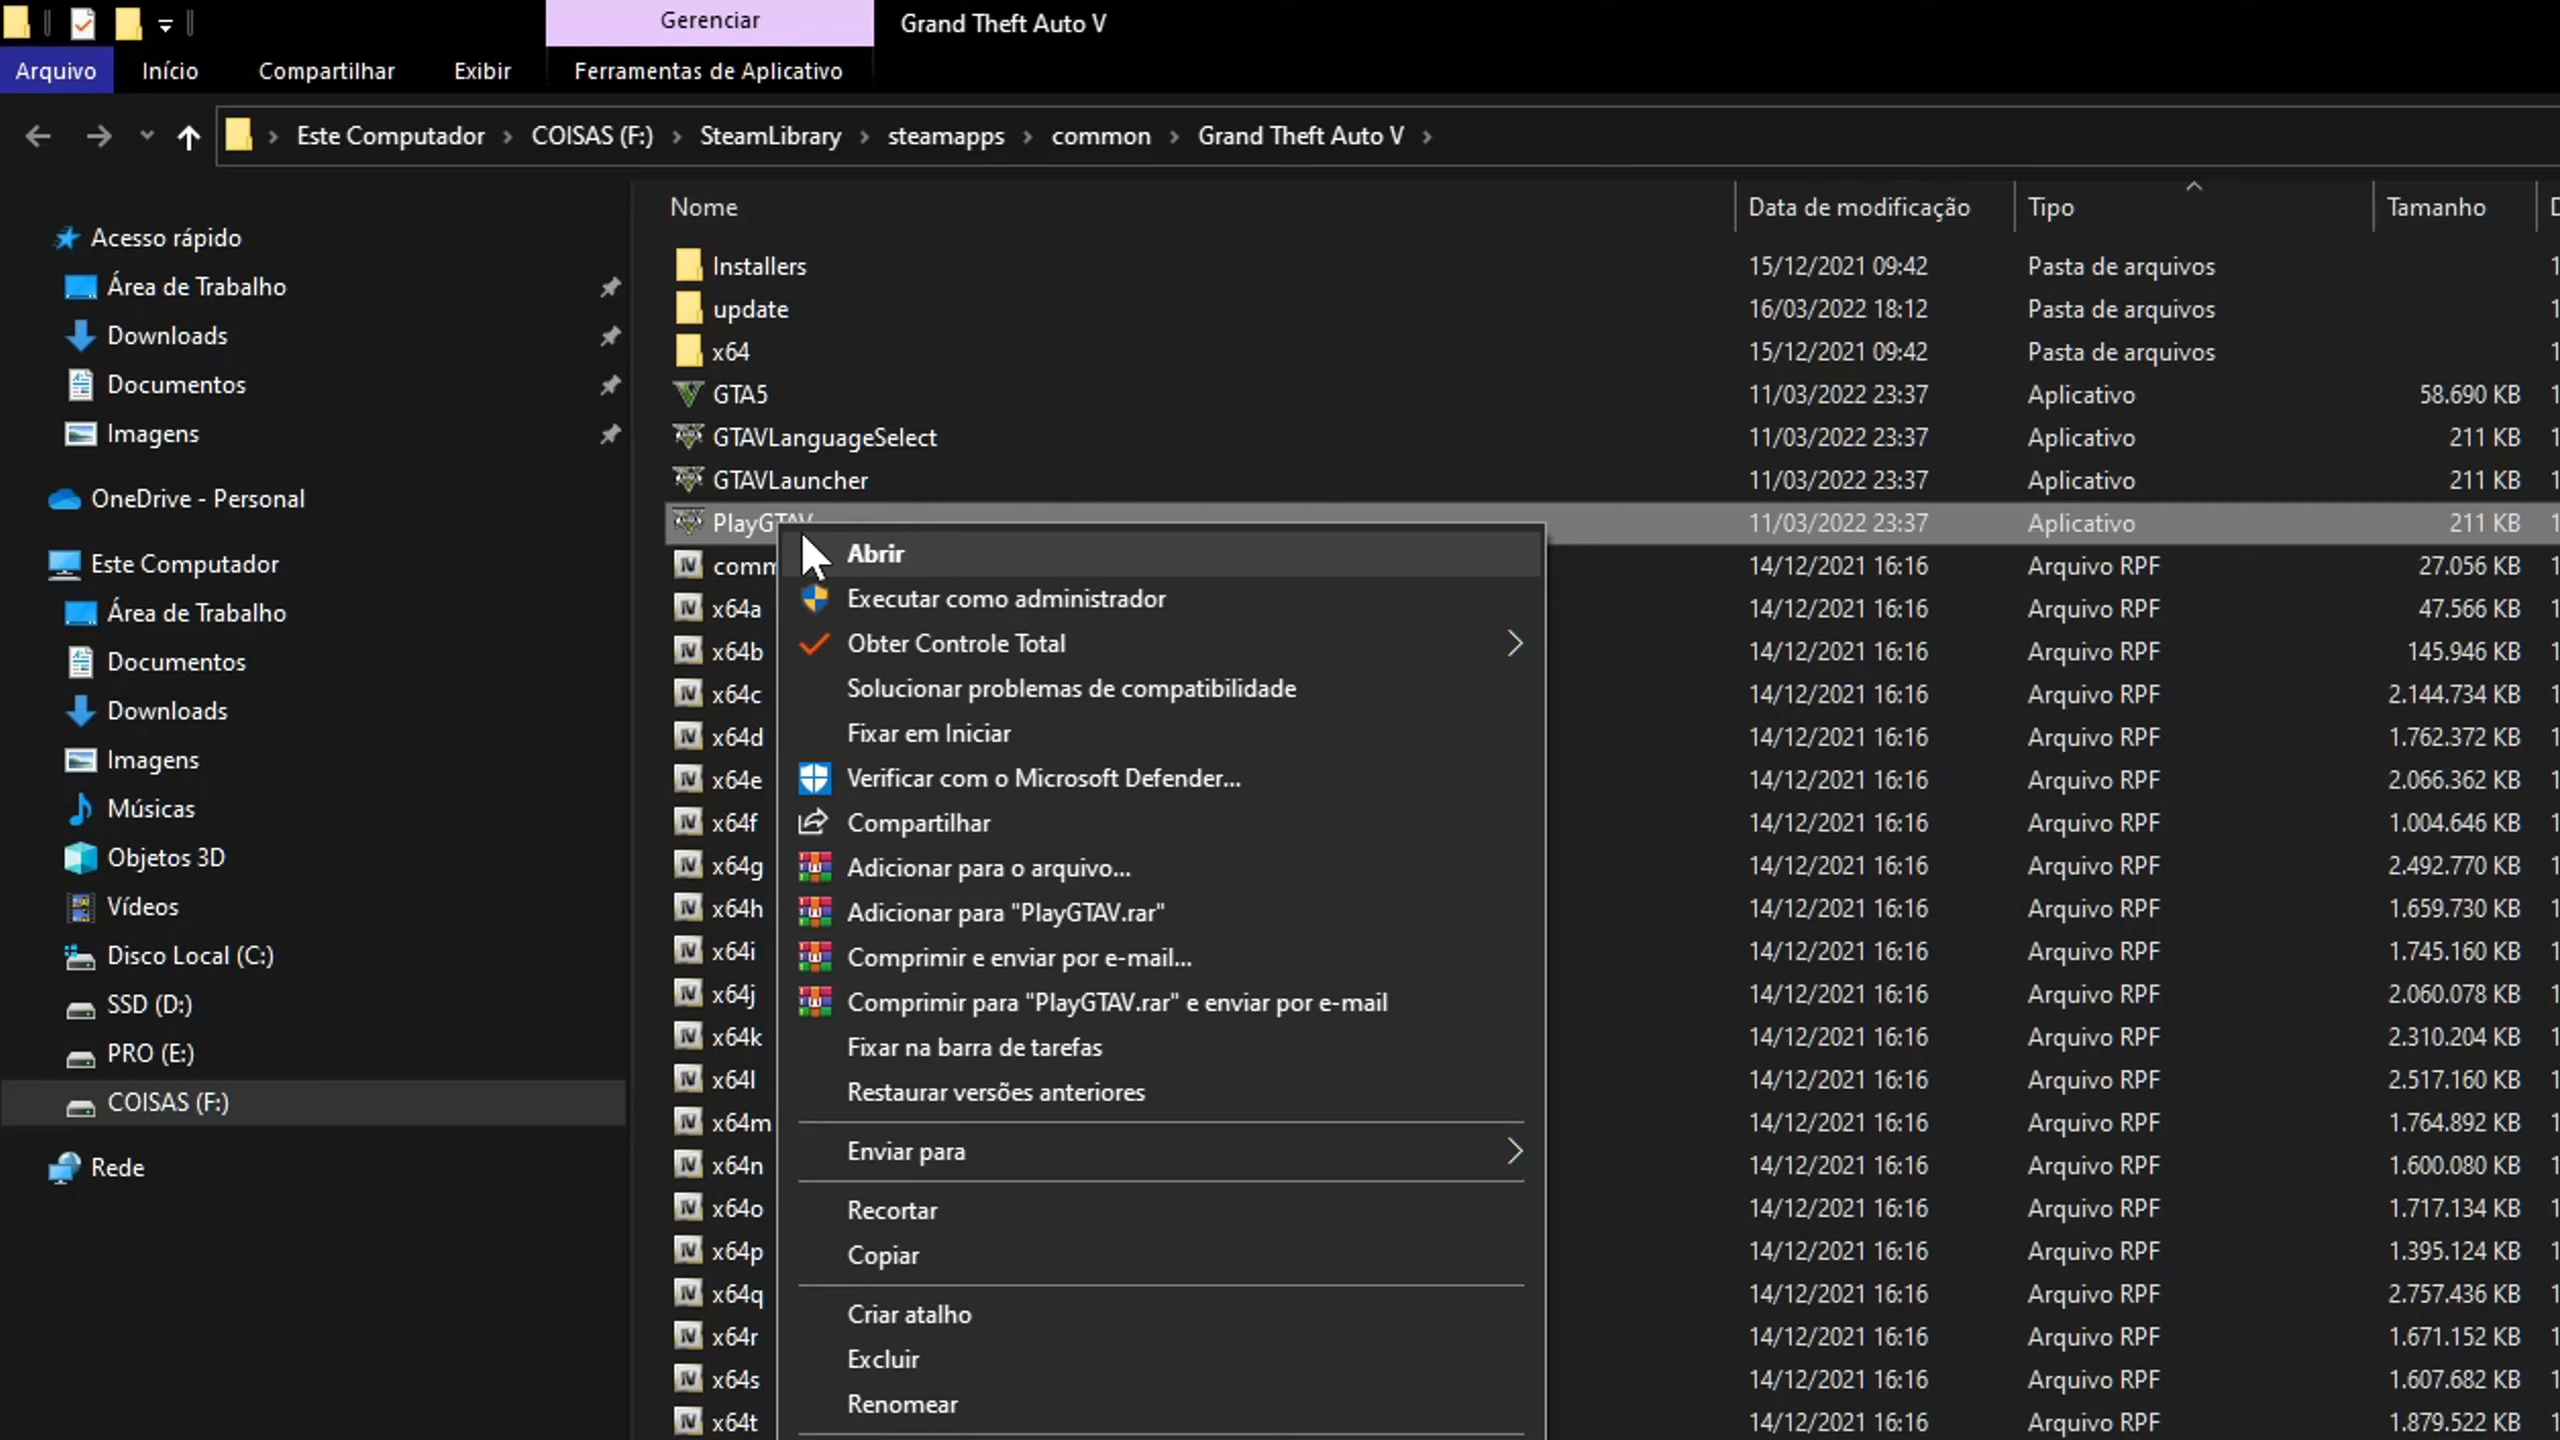 Gerenciar
Grand Theft Auto V
Arquivo
Início
Compartilhar
Exibir
Ferramentas de Aplicativo
Este Computador
COISAS (F:)
SteamLibrary
steamapps
common
Grand Theft Auto V
Acesso rápido
Área de Trabalho
Downloads
Documentos
Imagens
OneDrive - Personal
Este Computador
Área de Trabalho
Documentos
Downloads
Imagens
Músicas
Objetos 3D
Vídeos
Disco Local (C:)
SSD (D:)
PRO (E:)
COISAS (F:)
Rede
Nome Data de modificação Tipo Tamanho
Installers 15/12/2021 09:42 Pasta de arquivos
update 16/03/2022 18:12 Pasta de arquivos
x64 15/12/2021 09:42 Pasta de arquivos
GTA5 11/03/2022 23:37 Aplicativo 58.690 KB
GTAVLanguageSelect 11/03/2022 23:37 Aplicativo 211 KB
GTAVLauncher 11/03/2022 23:37 Aplicativo 211 KB
PlayGTAV 11/03/2022 23:37 Aplicativo 211 KB
14/12/2021 16:16 Arquivo RPF 27.056 KB
x64a 14/12/2021 16:16 Arquivo RPF 47.566 KB
x64b 14/12/2021 16:16 Arquivo RPF 145.946 KB
x64c 14/12/2021 16:16 Arquivo RPF 2.144.734 KB
x64d 14/12/2021 16:16 Arquivo RPF 1.762.372 KB
x64e 14/12/2021 16:16 Arquivo RPF 2.066.362 KB
x64f 14/12/2021 16:16 Arquivo RPF 1.004.646 KB
x64g 14/12/2021 16:16 Arquivo RPF 2.492.770 KB
x64h 14/12/2021 16:16 Arquivo RPF 1.659.730 KB
x64i 14/12/2021 16:16 Arquivo RPF 1.745.160 KB
x64j 14/12/2021 16:16 Arquivo RPF 2.060.078 KB
x64k 14/12/2021 16:16 Arquivo RPF 2.310.204 KB
x64l 14/12/2021 16:16 Arquivo RPF 2.517.160 KB
x64m 14/12/2021 16:16 Arquivo RPF 1.764.892 KB
x64n 14/12/2021 16:16 Arquivo RPF 1.600.080 KB
x64o 14/12/2021 16:16 Arquivo RPF 1.717.134 KB
x64p 14/12/2021 16:16 Arquivo RPF 1.395.124 KB
x64q 14/12/2021 16:16 Arquivo RPF 2.757.436 KB
x64r 14/12/2021 16:16 Arquivo RPF 1.671.152 KB
x64s 14/12/2021 16:16 Arquivo RPF 1.607.682 KB
x64t 14/12/2021 16:16 Arquivo RPF 1.879.522 KB
Abrir
Executar como administrador
Obter Controle Total
Solucionar problemas de compatibilidade
Fixar em Iniciar
Verificar com o Microsoft Defender...
Compartilhar
Adicionar para o arquivo...
Adicionar para "PlayGTAV.rar"
Comprimir e enviar por e-mail...
Comprimir para "PlayGTAV.rar" e enviar por e-mail
Fixar na barra de tarefas
Restaurar versões anteriores
Enviar para
Recortar
Copiar
Criar atalho
Excluir
Renomear